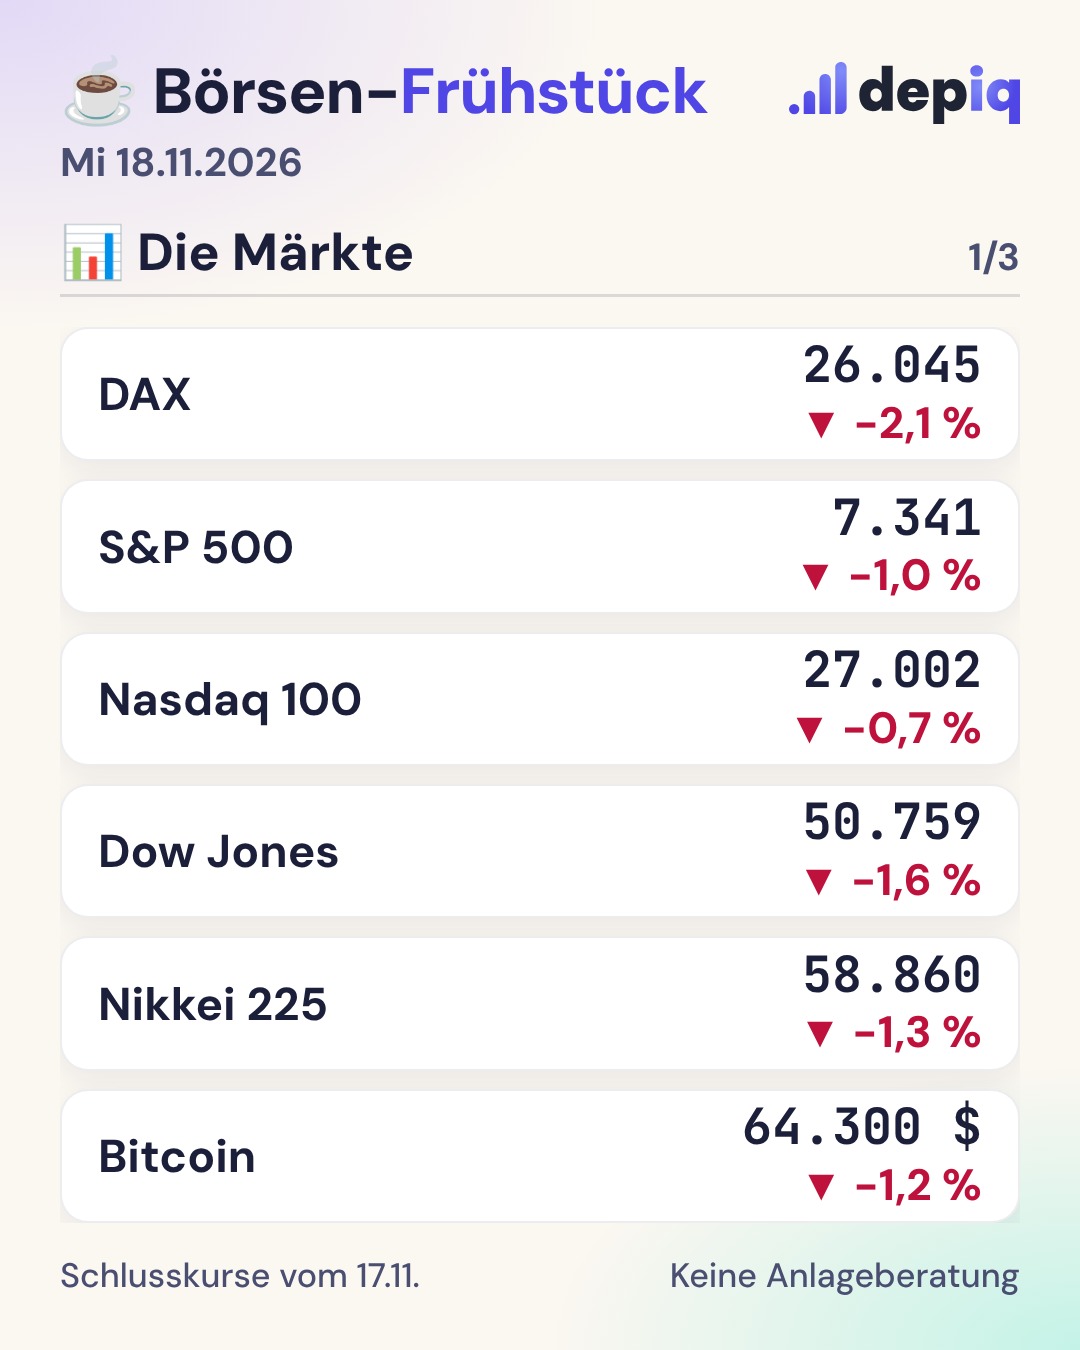 Börsen-Frühstück
depiq
Mi 18.11.2026
Die Märkte
1/3
DAX
26.045
▼ -2,1 %
S&P 500
7.341
▼ -1,0 %
Nasdaq 100
27.002
▼ -0,7 %
Dow Jones
50.759
▼ -1,6 %
Nikkei 225
58.860
▼ -1,3 %
Bitcoin
64.300 $
▼ -1,2 %
Schlusskurse vom 17.11.
Keine Anlageberatung